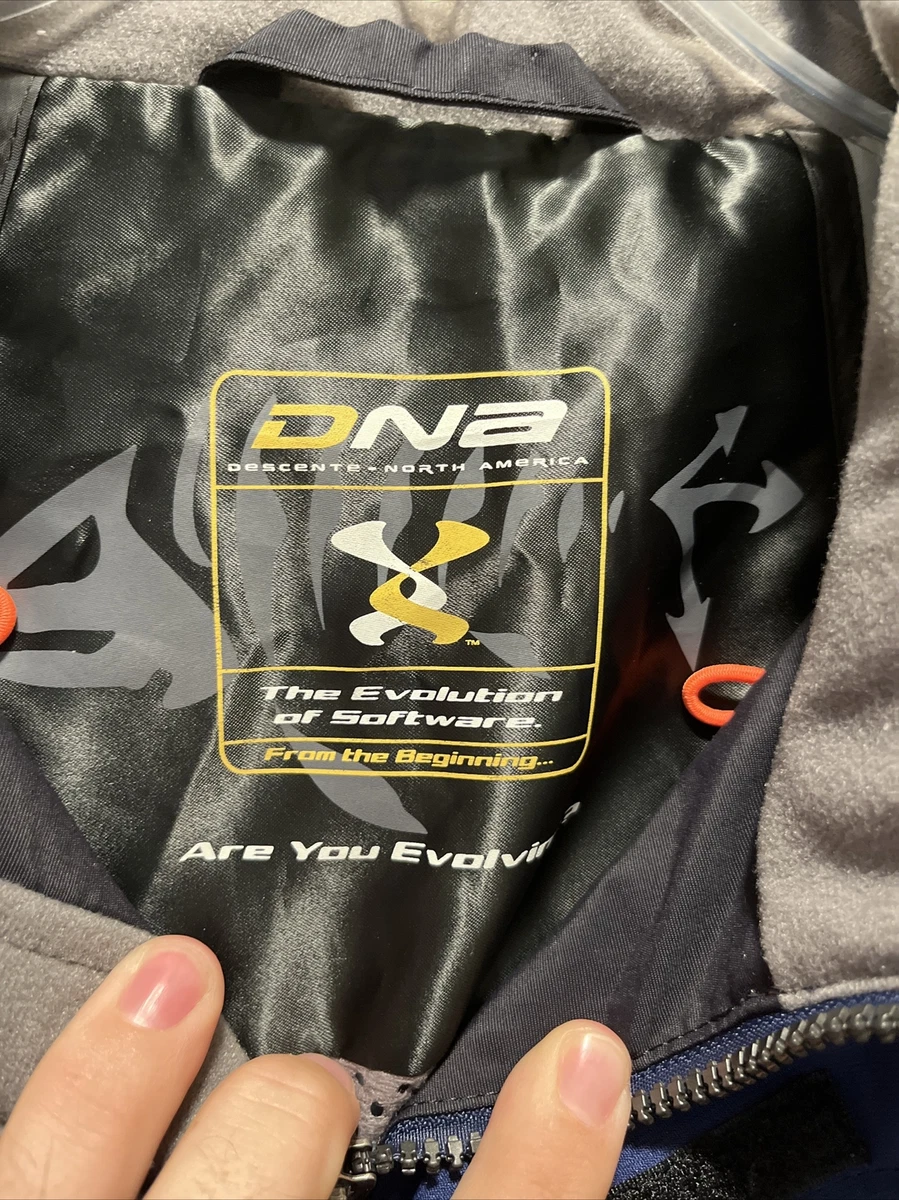 DNA
DESCENTE - NORTH AMERICA
TM
The Evolution
of Software.
From the Beginning...
Are You Evolvin ?